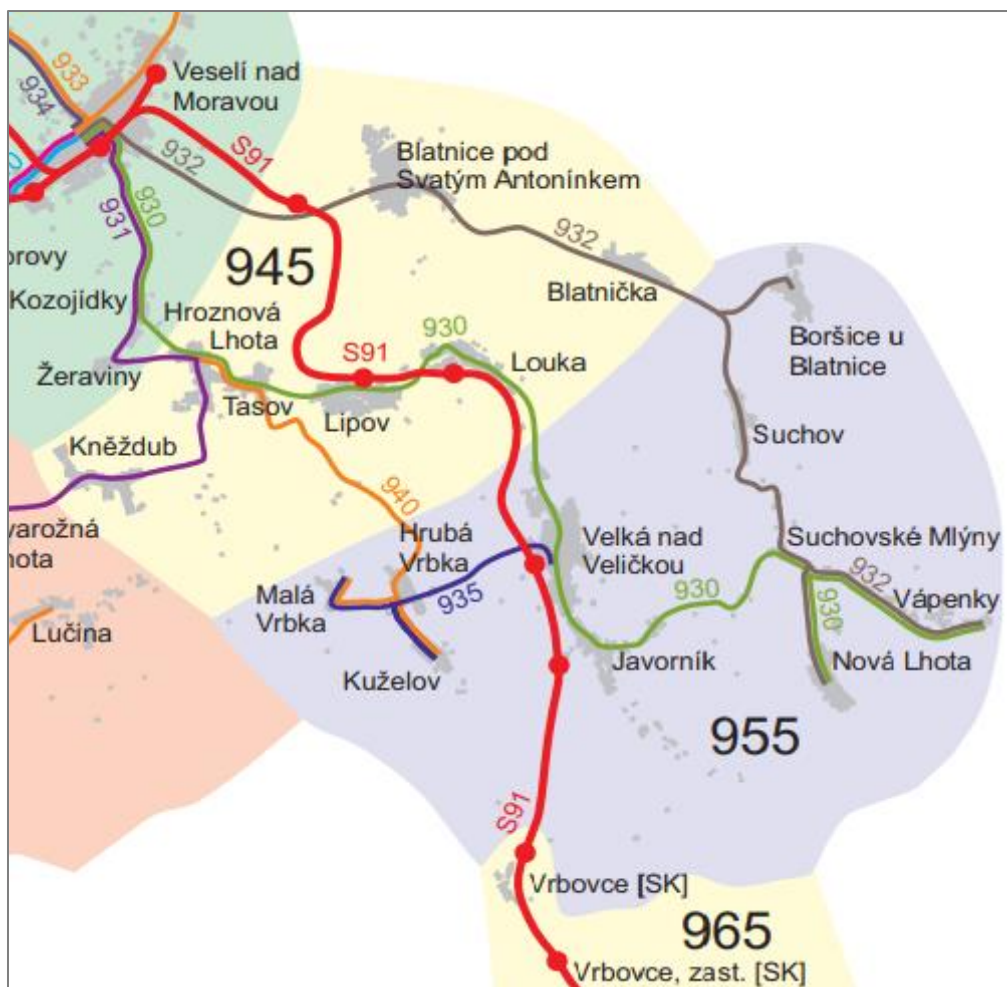 933
934
Veselí nad
Moravou
S91
932
Blatnice pod
Svatým Antonínkem
931
930
932
945
orovy
Kozojídky
Hroznová
Lhota
Blatnička
Boršice u
Blatnice
930
S91
Louka
Žeraviny
Tasov
Lipov
Suchov
Kněždub
940
varožná
hota
Hrubá
Vrbka
Velká nad
Veličkou
Suchovské Mlýny
932
Malá
Vrbka
935
930
930
Vápenky
Lučina
Kuželov
Javorník
Nová Lhota
955
S91
Vrbovce [SK]
965
Vrbovce, zast. [SK]